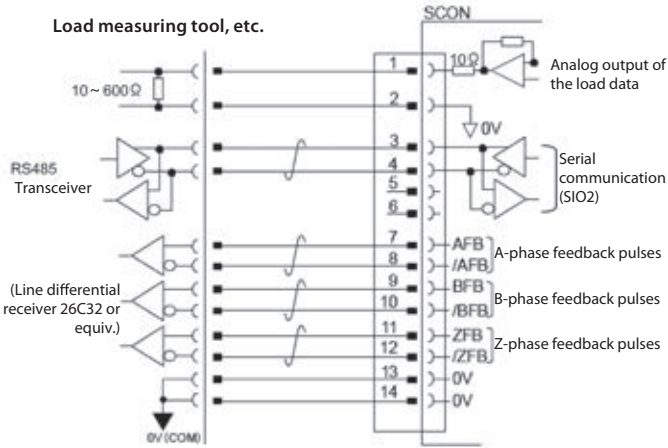 SCON
Load measuring tool, etc.
1
10Ω
Analog output of
the load data
10~600Ω
2
0V
3
RS485
Transceiver
4
Serial
communication
(SIO2)
5
6
7
AFB
A-phase feedback pulses
8
/AFB
(Line differential
receiver 26C32 or
equiv.)
9
BFB
B-phase feedback pulses
10
/BFB
11
ZFB
Z-phase feedback pulses
12
/ZFB
13
0V
14
0V
0V(COM)